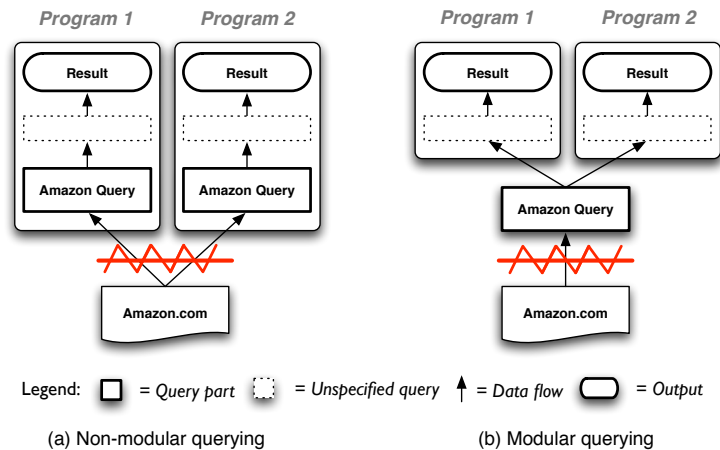 Program 1
Program 2
Program 1
Program 2
Result
Result
Result
Result
Amazon Query
Amazon Query
Amazon Query
Amazon.com
Amazon.com
Legend: = Query part = Unspecified query = Data flow = Output
(a) Non-modular querying
(b) Modular querying